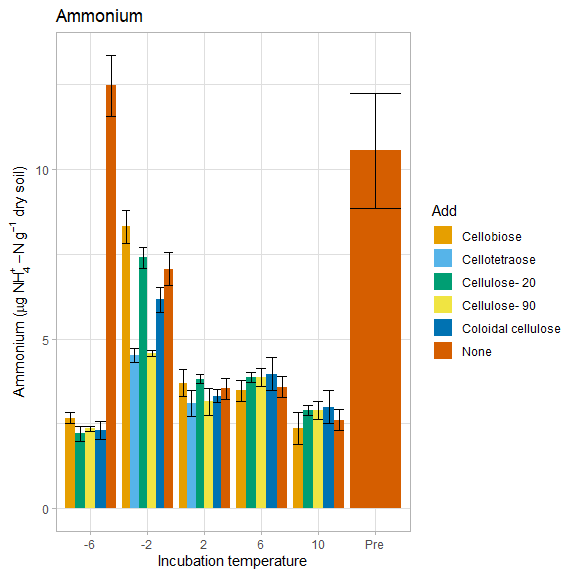 Ammonium
Ammonium (µg NH₄⁺ –N g⁻¹ dry soil)
10
5
0
-6 -2 2 6 10 Pre
Incubation temperature
Add
Cellobiose
Cellotetraose
Cellulose- 20
Cellulose- 90
Coloidal cellulose
None